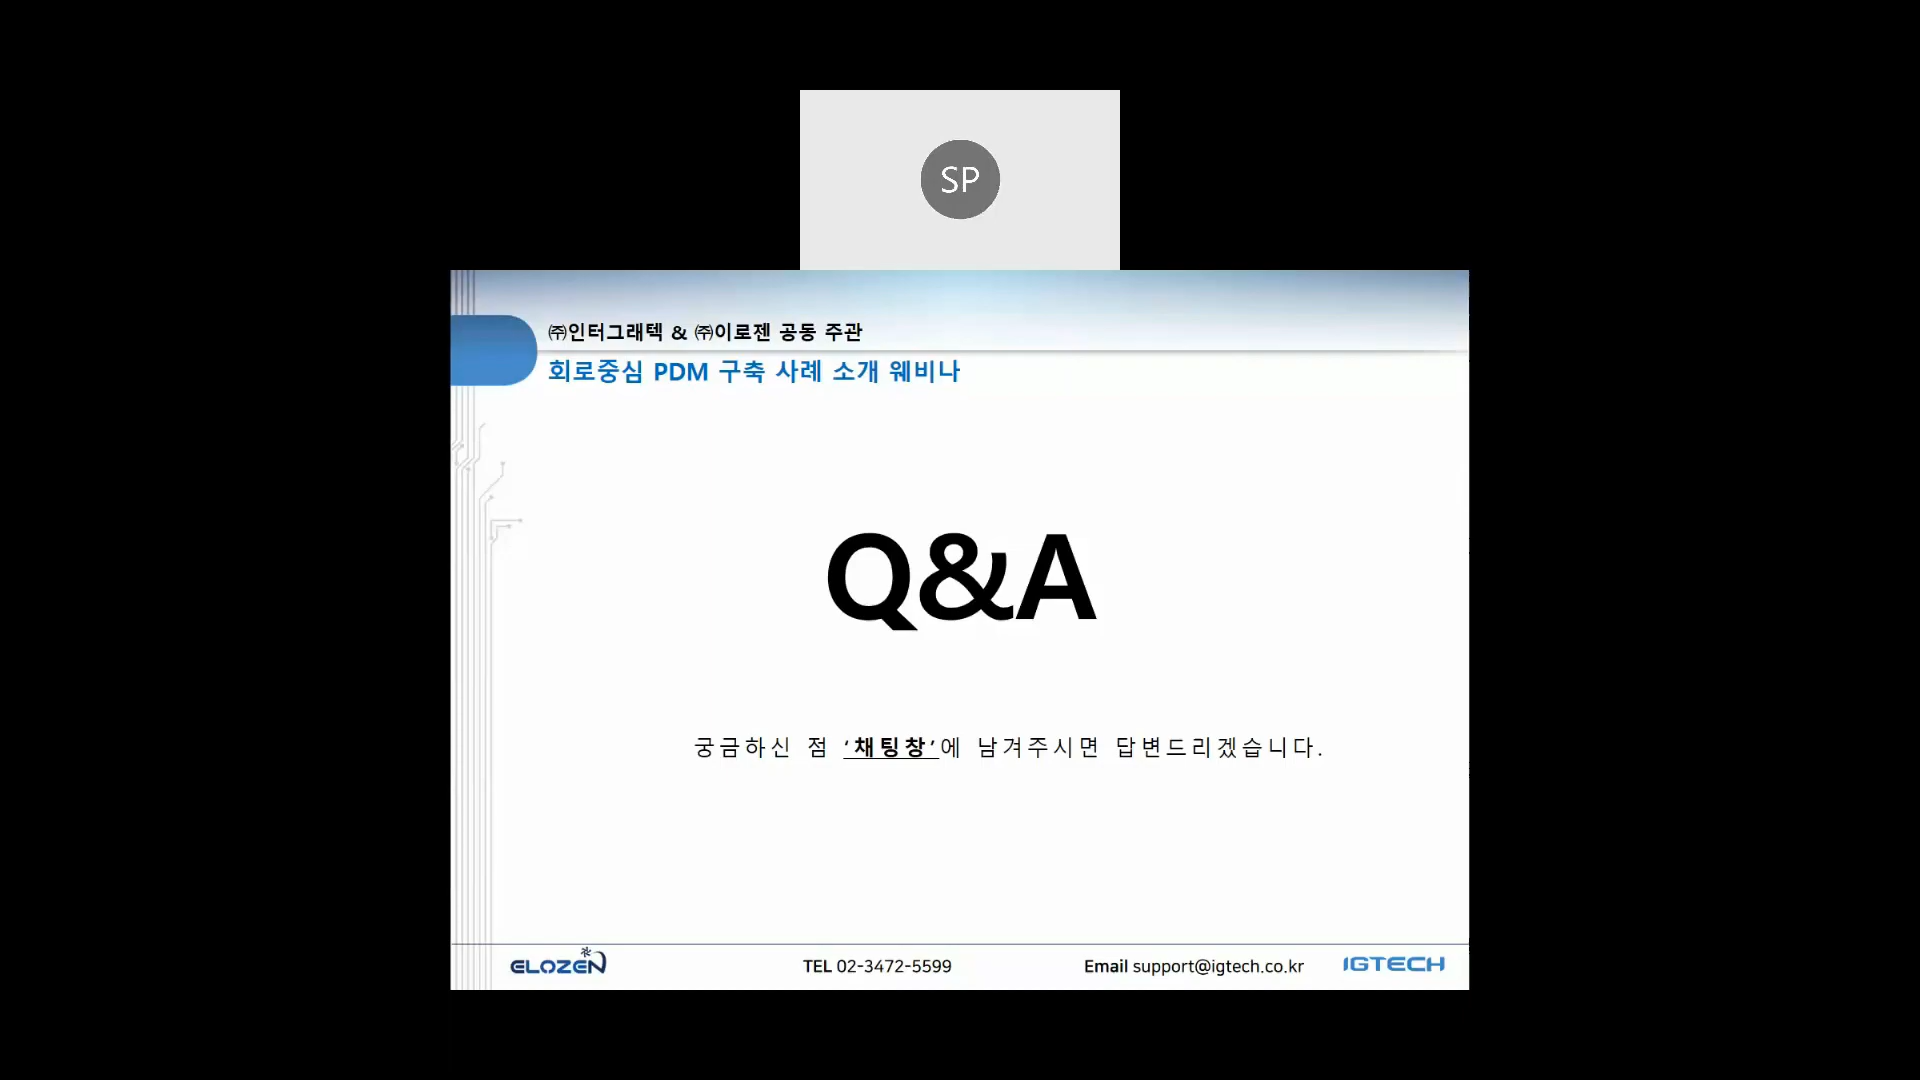 SP
㈜인터그래텍 & ㈜이로젠 공동 주관
회로중심 PDM 구축 사례 소개 웨비나
Q&A
궁금하신 점 ‘채팅창’에 남겨주시면 답변드리겠습니다.
ELOZEN
TEL 02-3472-5599
Email support@igtech.co.kr
IGTECH